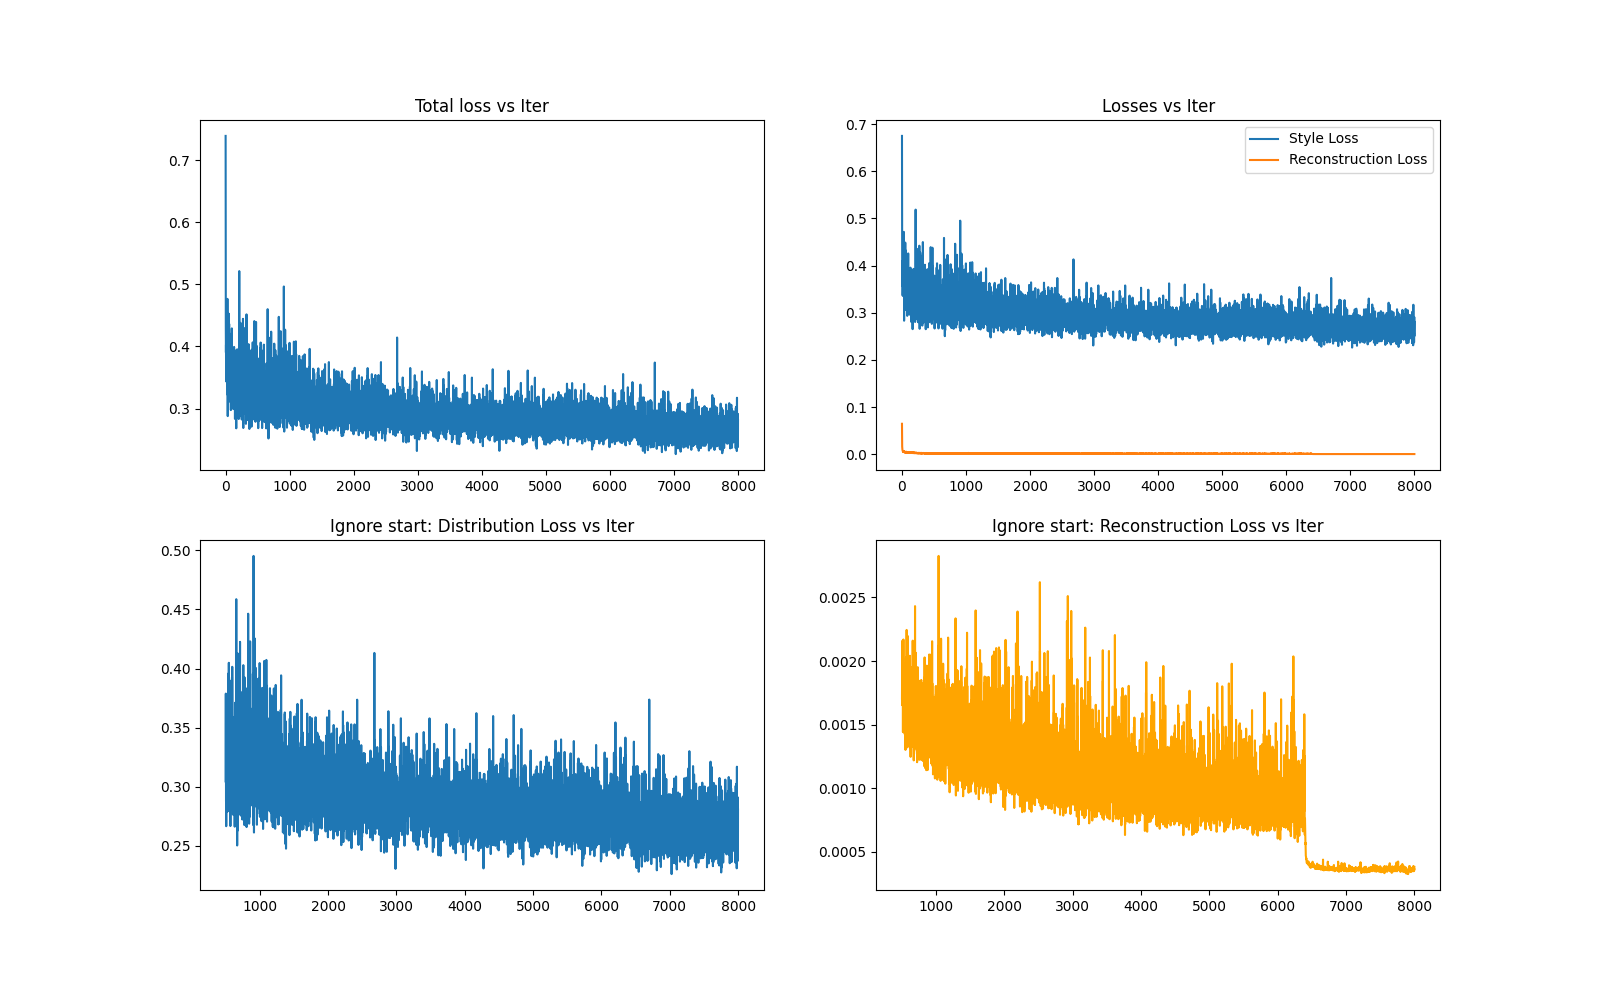 Total loss vs Iter
0.7
0.6
0.5
0.4
0.3
0 1000 2000 3000 4000 5000 6000 7000 8000
Losses vs Iter
0.7
0.6
0.5
0.4
0.3
0.2
0.1
0.0
Style Loss
Reconstruction Loss
0 1000 2000 3000 4000 5000 6000 7000 8000
Ignore start: Distribution Loss vs Iter
0.50
0.45
0.40
0.35
0.30
0.25
1000 2000 3000 4000 5000 6000 7000 8000
Ignore start: Reconstruction Loss vs Iter
0.0025
0.0020
0.0015
0.0010
0.0005
1000 2000 3000 4000 5000 6000 7000 8000